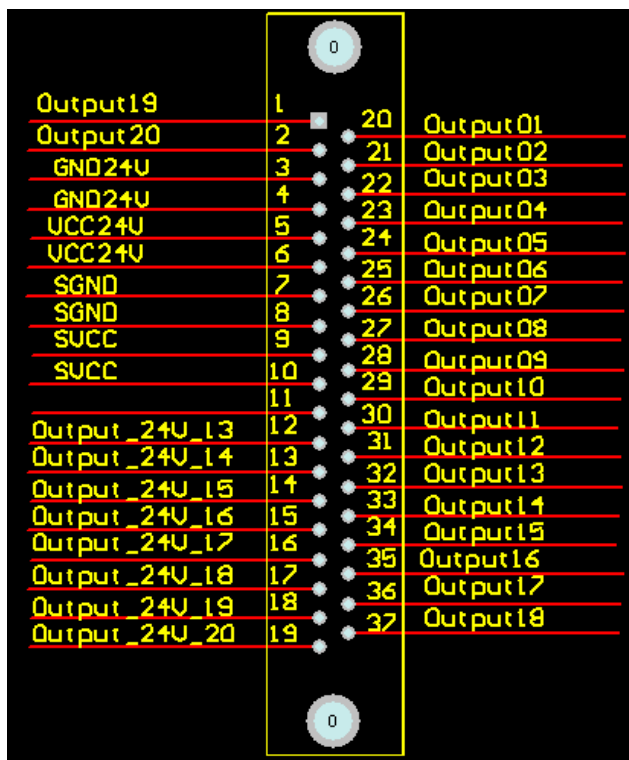 0
Output19 1
20 Output01
Output20 2
21 Output02
GND24V 3
22 Output03
GND24V 4
23 Output04
VCC24V 5
24 Output05
VCC24V 6
25 Output06
SGND 7
26 Output07
SGND 8
27 Output08
SVCC 9
28 Output09
SVCC 10
29 Output10
11
30 Output11
Output_24V_13 12
31 Output12
Output_24V_14 13
32 Output13
Output_24V_15 14
33 Output14
Output_24V_16 15
34 Output15
Output_24V_17 16
35 Output16
Output_24V_18 17
36 Output17
Output_24V_19 18
37 Output18
Output_24V_20 19
0